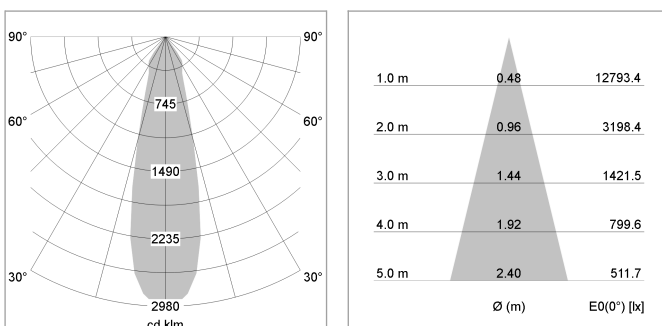 90° 90°
745
60° 60°
1490
2235
30° 30°
2980
cd klm
1.0 m 0.48 12793.4
2.0 m 0.96 3198.4
3.0 m 1.44 1421.5
4.0 m 1.92 799.6
5.0 m 2.40 511.7
Ø (m) E0(0°) [lx]